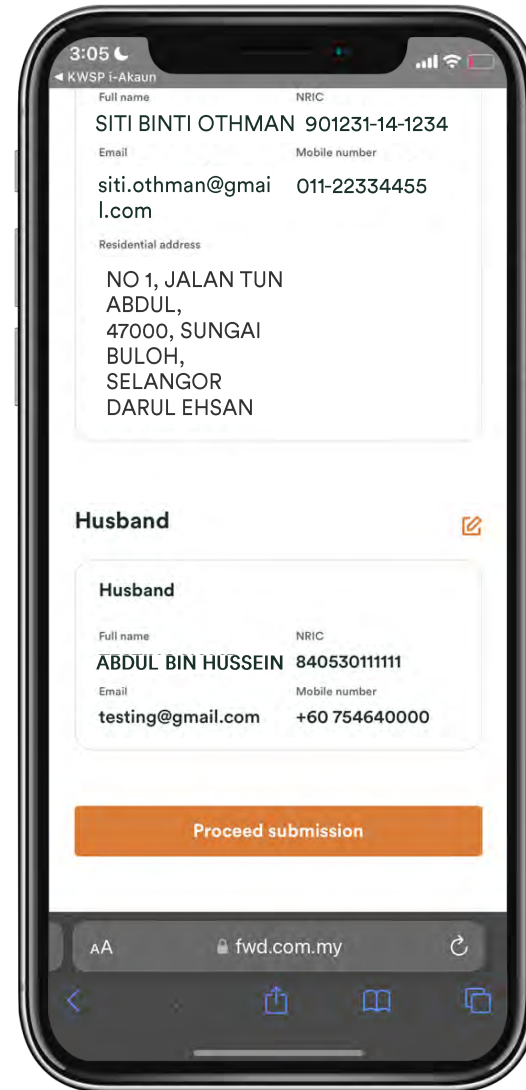 3:05
◀ KWSP i-Akaun
Full name NRIC
SITI BINTI OTHMAN 901231-14-1234
Email Mobile number
siti.othman@gmai 011-22334455
l.com
Residential address
NO 1, JALAN TUN
ABDUL,
47000, SUNGAI
BULOH,
SELANGOR
DARUL EHSAN
Husband
Husband
Full name NRIC
ABDUL BIN HUSSEIN 840530111111
Email Mobile number
testing@gmail.com +60 754640000
Proceed submission
AA fwd.com.my